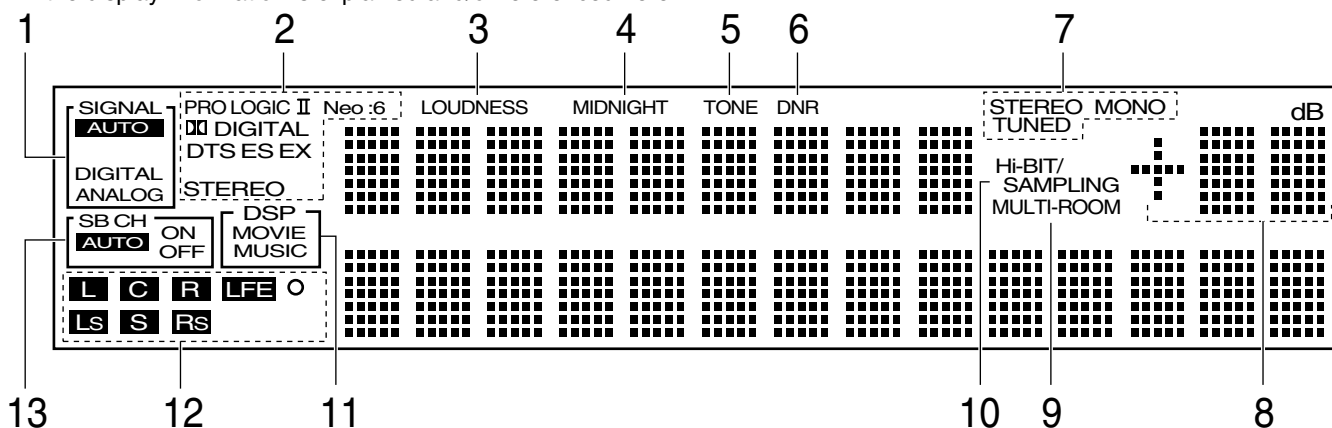 1 2 3 4 5 6 7
SIGNAL PRO LOGIC II Neo :6 LOUDNESS MIDNIGHT TONE DNR STEREO MONO dB
AUTO DIGITAL TUNED
DTS ES EX
DIGITAL Hi-BIT/
ANALOG STEREO SAMPLING
MULTI-ROOM
SB CH ON DSP
AUTO OFF MOVIE
MUSIC
L C R LFE
Ls S Rs
13 12 11 10 9 8